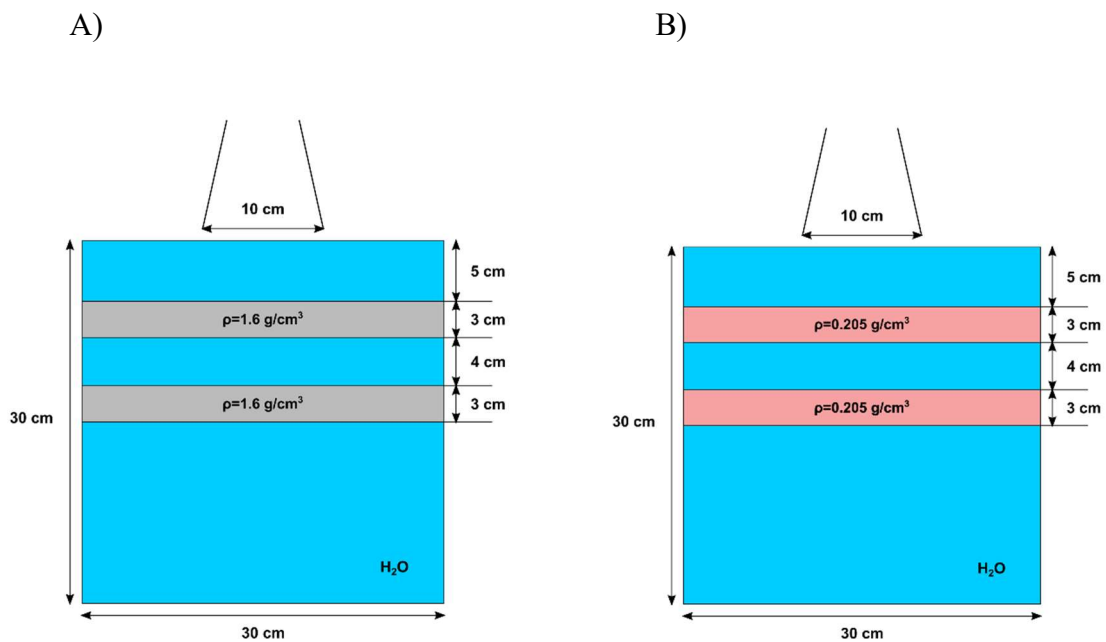 A)
B)
10 cm
5 cm
ρ=1.6 g/cm³
3 cm
4 cm
ρ=1.6 g/cm³
3 cm
30 cm
H₂O
30 cm
10 cm
5 cm
ρ=0.205 g/cm³
3 cm
4 cm
ρ=0.205 g/cm³
3 cm
30 cm
H₂O
30 cm